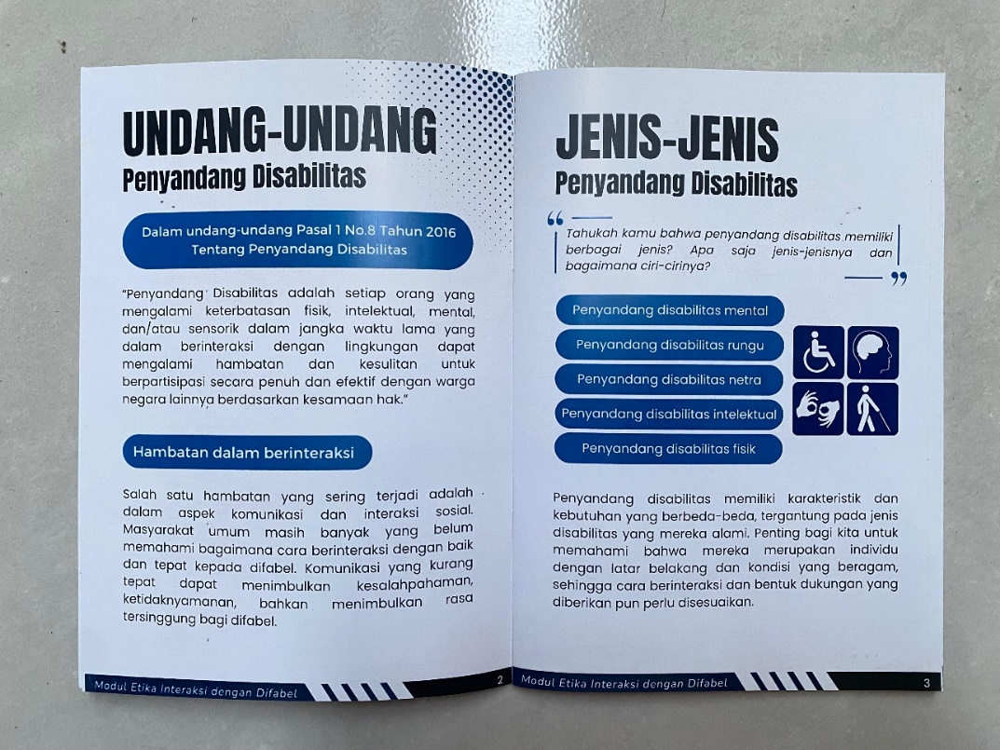 UNDANG-UNDANG
Penyandang Disabilitas
Dalam undang-undang Pasal 1 No.8 Tahun 2016
Tentang Penyandang Disabilitas
“Penyandang Disabilitas adalah setiap orang yang
mengalami keterbatasan fisik, intelektual, mental,
dan/atau sensorik dalam jangka waktu lama yang
dalam berinteraksi dengan lingkungan dapat
mengalami hambatan dan kesulitan untuk
berpartisipasi secara penuh dan efektif dengan warga
negara lainnya berdasarkan kesamaan hak.”
Hambatan dalam berinteraksi
Salah satu hambatan yang sering terjadi adalah
dalam aspek komunikasi dan interaksi sosial.
Masyarakat umum masih banyak yang belum
memahami bagaimana cara berinteraksi dengan baik
dan tepat kepada difabel. Komunikasi yang kurang
tepat dapat menimbulkan kesalahpahaman,
ketidaknyamanan, bahkan menimbulkan rasa
tersinggung bagi difabel.
Modul Etika Interaksi dengan Difabel
2
JENIS-JENIS
Penyandang Disabilitas
“Tahukah kamu bahwa penyandang disabilitas memiliki
berbagai jenis? Apa saja jenis-jenisnya dan
bagaimana ciri-cirinya?”
Penyandang disabilitas mental
Penyandang disabilitas rungu
Penyandang disabilitas netra
Penyandang disabilitas intelektual
Penyandang disabilitas fisik
Penyandang disabilitas memiliki karakteristik dan
kebutuhan yang berbeda-beda, tergantung pada jenis
disabilitas yang mereka alami. Penting bagi kita untuk
memahami bahwa mereka merupakan individu
dengan latar belakang dan kondisi yang beragam,
sehingga cara berinteraksi dan bentuk dukungan yang
diberikan pun perlu disesuaikan.
Modul Etika Interaksi dengan Difabel
3